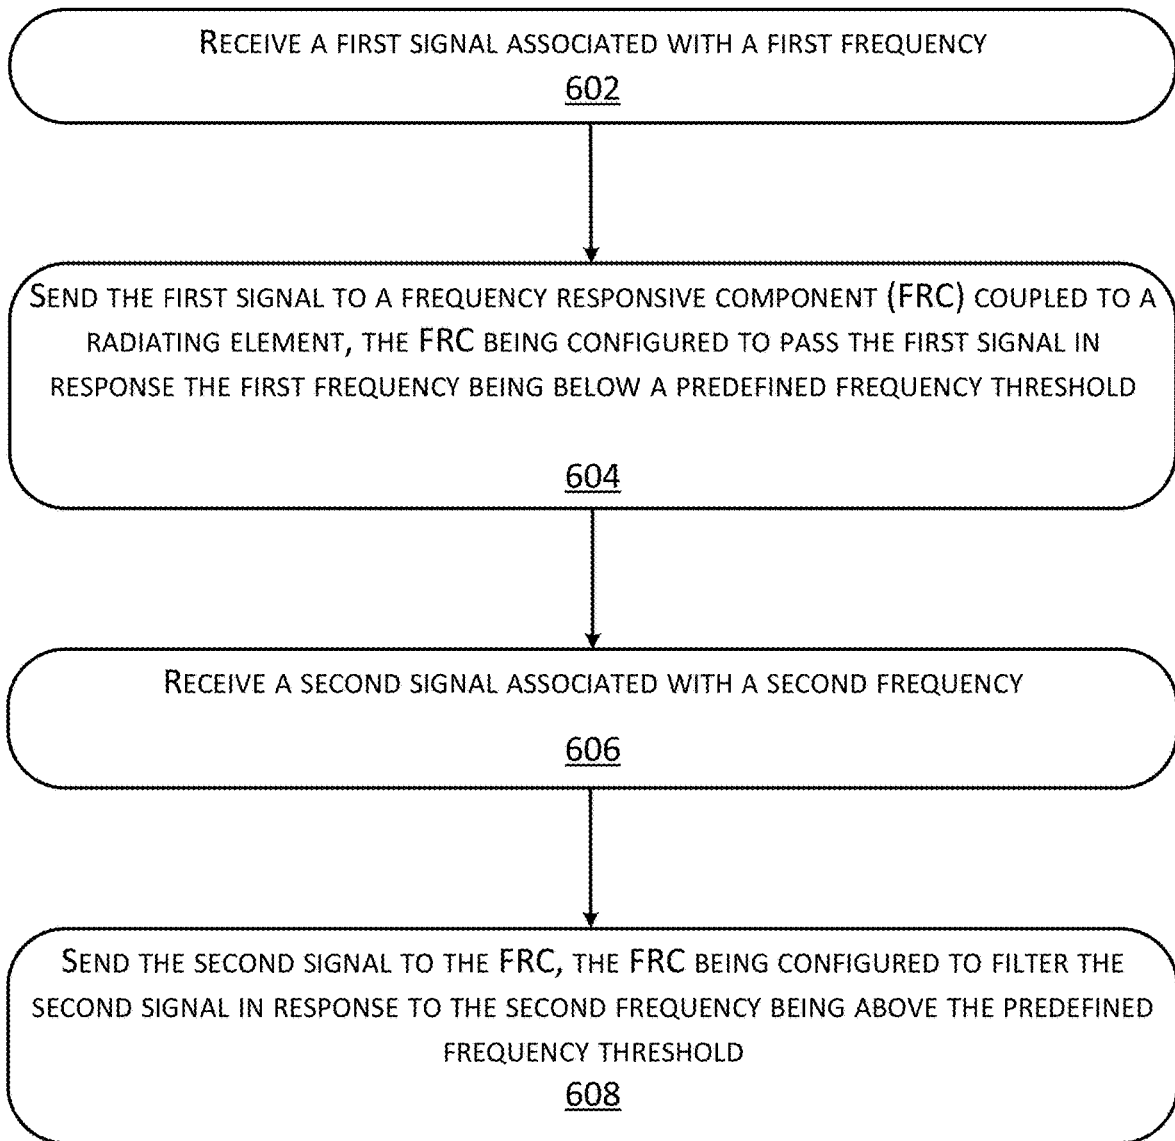 RECEIVE A FIRST SIGNAL ASSOCIATED WITH A FIRST FREQUENCY
602
SEND THE FIRST SIGNAL TO A FREQUENCY RESPONSIVE COMPONENT (FRC) COUPLED TO A
RADIATING ELEMENT, THE FRC BEING CONFIGURED TO PASS THE FIRST SIGNAL IN
RESPONSE THE FIRST FREQUENCY BEING BELOW A PREDEFINED FREQUENCY THRESHOLD
604
RECEIVE A SECOND SIGNAL ASSOCIATED WITH A SECOND FREQUENCY
606
SEND THE SECOND SIGNAL TO THE FRC, THE FRC BEING CONFIGURED TO FILTER THE
SECOND SIGNAL IN RESPONSE TO THE SECOND FREQUENCY BEING ABOVE THE PREDEFINED
FREQUENCY THRESHOLD
608